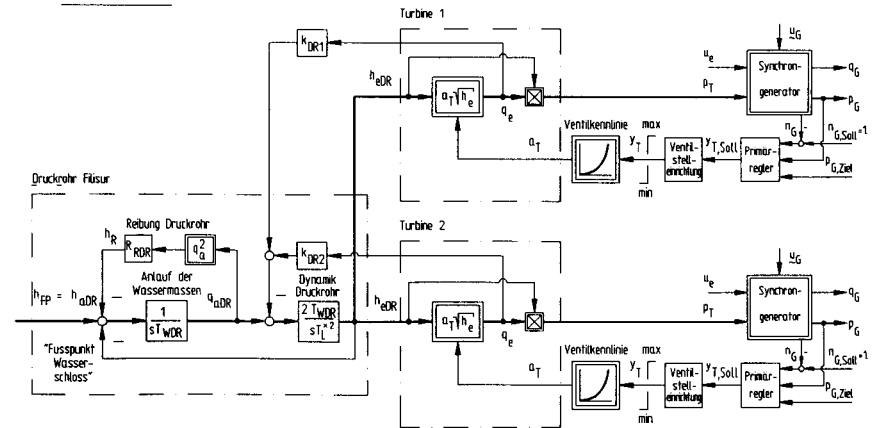 Turbine 1
k_DR1
h_eDR
a_T√h_e
q_e
p_T
u_e
u_G
Synchron-
generator
q_G
p_G
n_G
-
n_G,Soll=1
Ventilkennlinie
max
a_T
y_T
min
Ventil-
stell-
einrichtung
y_T,Soll
Primär-
regler
p_G,Ziel
Druckrohr Filisur
Reibung Druckrohr
h_R
R_RDR
q_a^2
Anlauf der
Wassermassen
h_FP = h_aDR
-
-
1
sT_WDR
q_aDR
"Fusspunkt
Wasser-
schloss"
k_DR2
-
Dynamik
Druckrohr
2 T_WDR
sT_L^×2
h_eDR
Turbine 2
a_T√h_e
q_e
p_T
u_e
u_G
Synchron-
generator
q_G
p_G
n_G
-
n_G,Soll=1
Ventilkennlinie
max
a_T
y_T
min
Ventil-
stell-
einrichtung
y_T,Soll
Primär-
regler
p_G,Ziel